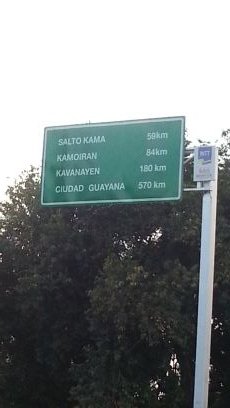 SALTO KAMA 59km
KAMOIRAN 84km
KAVANAYEN 180 km
CIUDAD GUAYANA 570 km